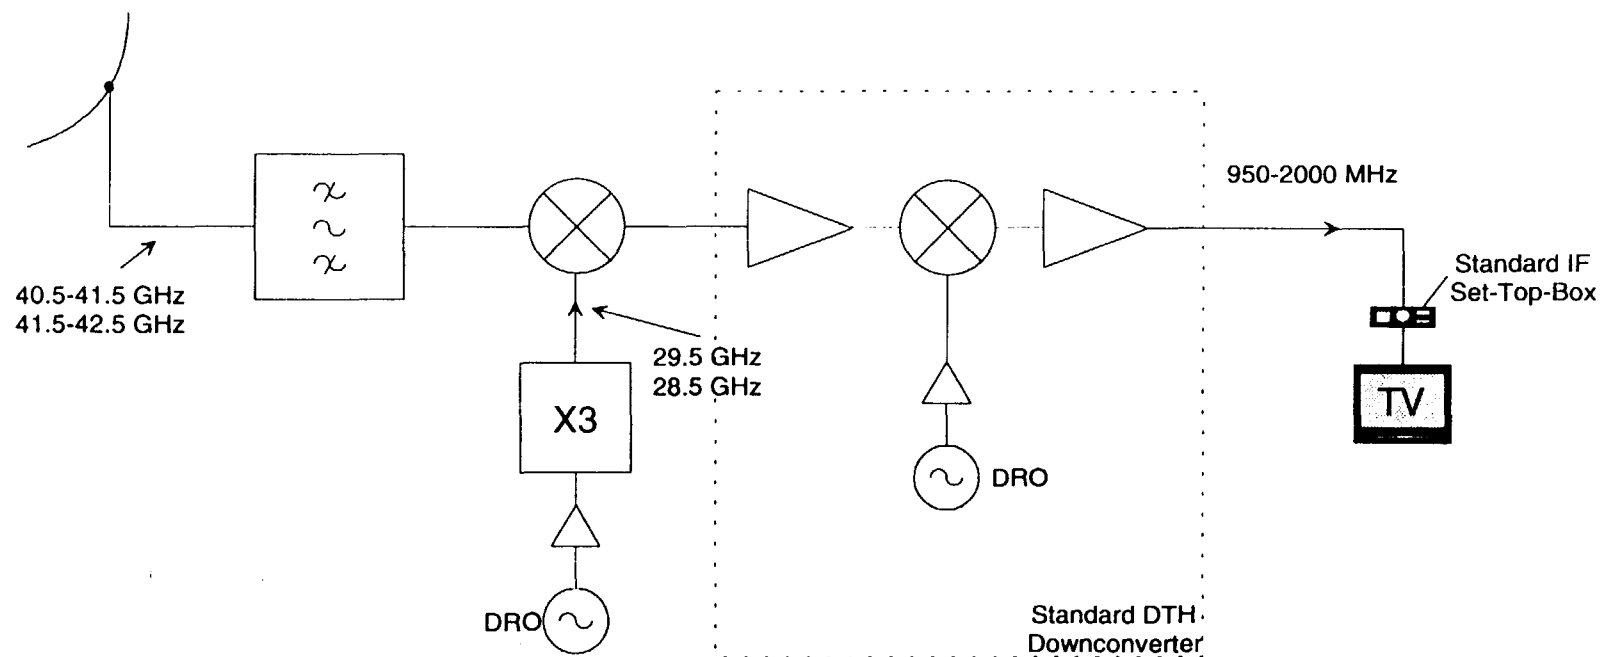 950-2000 MHz
Standard IF
Set-Top-Box
40.5-41.5 GHz
41.5-42.5 GHz
29.5 GHz
28.5 GHz
X3
TV
DRO
DRO
Standard DTH
Downconverter